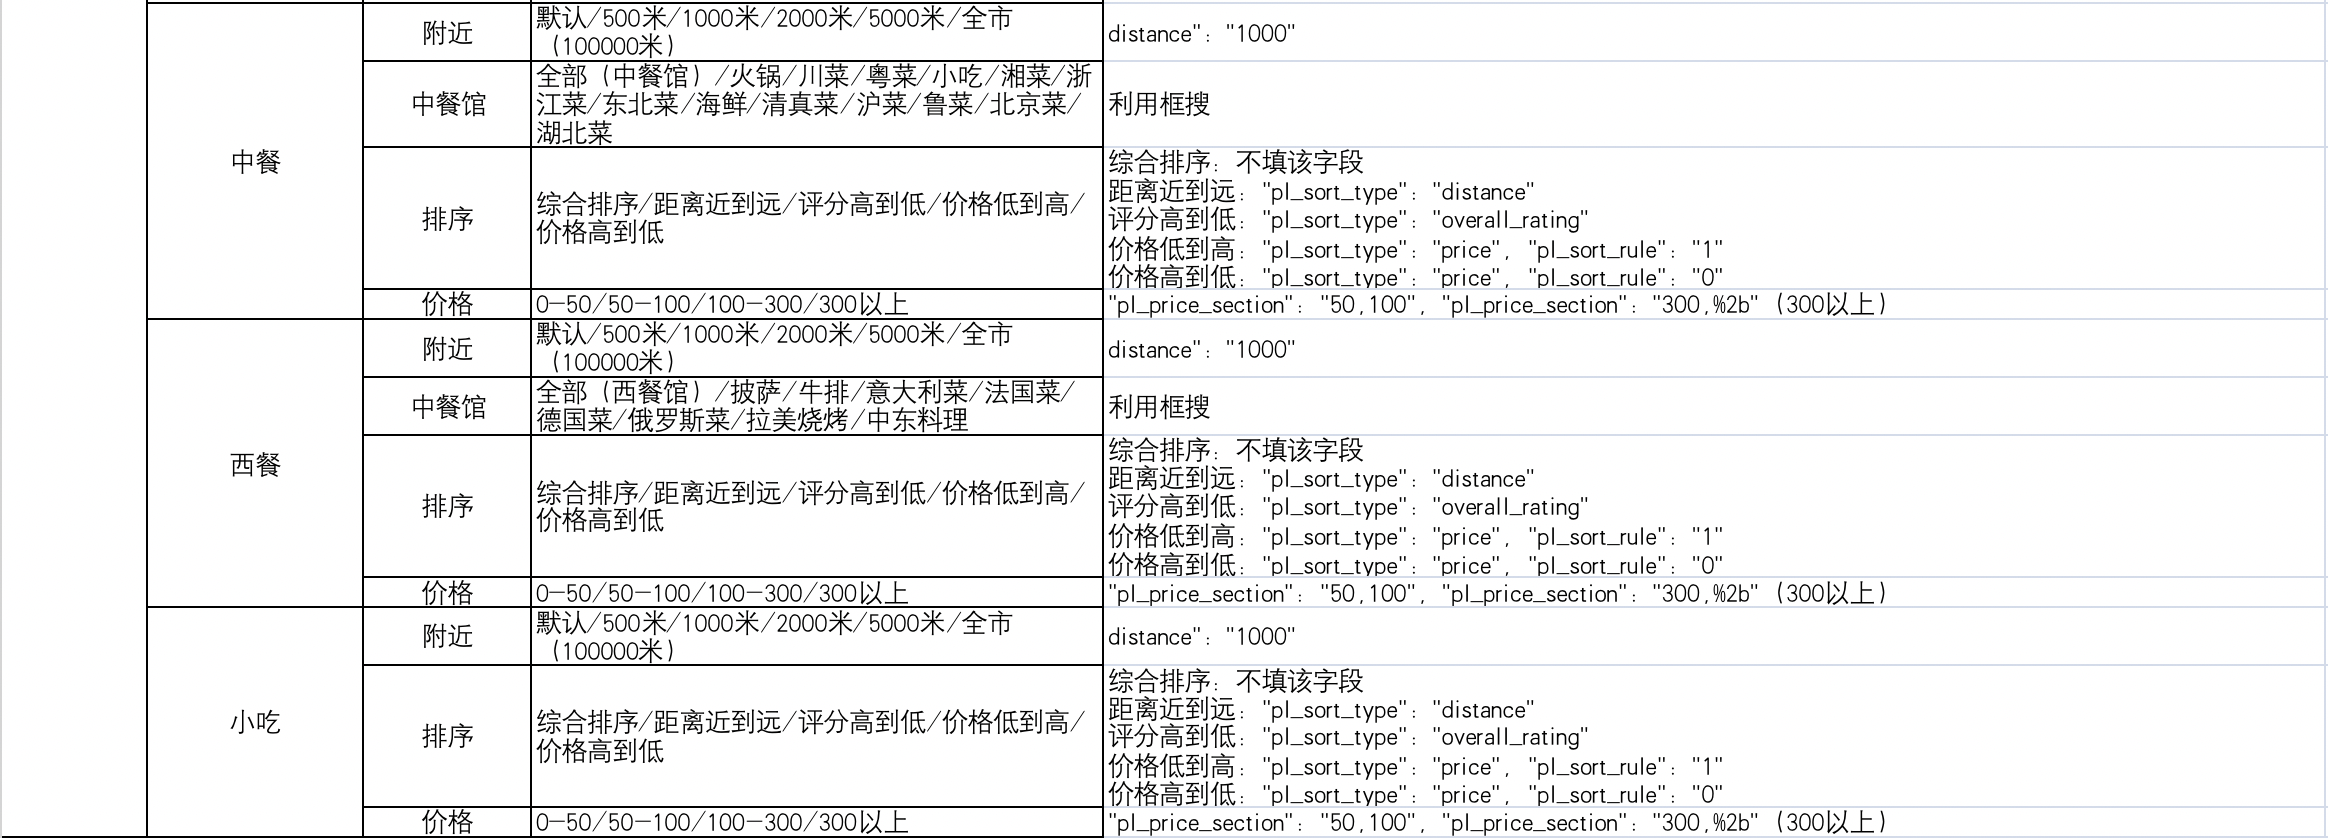 中餐
附近
默认/500米/1000米/2000米/5000米/全市
（100000米）
distance": "1000"
中餐馆
全部（中餐馆）/火锅/川菜/粤菜/小吃/湘菜/浙
江菜/东北菜/海鲜/清真菜/沪菜/鲁菜/北京菜/
湖北菜
利用框搜
排序
综合排序/距离近到远/评分高到低/价格低到高/
价格高到低
综合排序：不填该字段
距离近到远："pl_sort_type": "distance"
评分高到低："pl_sort_type": "overall_rating"
价格低到高："pl_sort_type": "price", "pl_sort_rule": "1"
价格高到低："pl_sort_type": "price", "pl_sort_rule": "0"
价格
0-50/50-100/100-300/300以上
"pl_price_section": "50,100", "pl_price_section": "300,%2b"（300以上）
西餐
附近
默认/500米/1000米/2000米/5000米/全市
（100000米）
distance": "1000"
中餐馆
全部（西餐馆）/披萨/牛排/意大利菜/法国菜/
德国菜/俄罗斯菜/拉美烧烤/中东料理
利用框搜
排序
综合排序/距离近到远/评分高到低/价格低到高/
价格高到低
综合排序：不填该字段
距离近到远："pl_sort_type": "distance"
评分高到低："pl_sort_type": "overall_rating"
价格低到高："pl_sort_type": "price", "pl_sort_rule": "1"
价格高到低："pl_sort_type": "price", "pl_sort_rule": "0"
价格
0-50/50-100/100-300/300以上
"pl_price_section": "50,100", "pl_price_section": "300,%2b"（300以上）
小吃
附近
默认/500米/1000米/2000米/5000米/全市
（100000米）
distance": "1000"
排序
综合排序/距离近到远/评分高到低/价格低到高/
价格高到低
综合排序：不填该字段
距离近到远："pl_sort_type": "distance"
评分高到低："pl_sort_type": "overall_rating"
价格低到高："pl_sort_type": "price", "pl_sort_rule": "1"
价格高到低："pl_sort_type": "price", "pl_sort_rule": "0"
价格
0-50/50-100/100-300/300以上
"pl_price_section": "50,100", "pl_price_section": "300,%2b"（300以上）